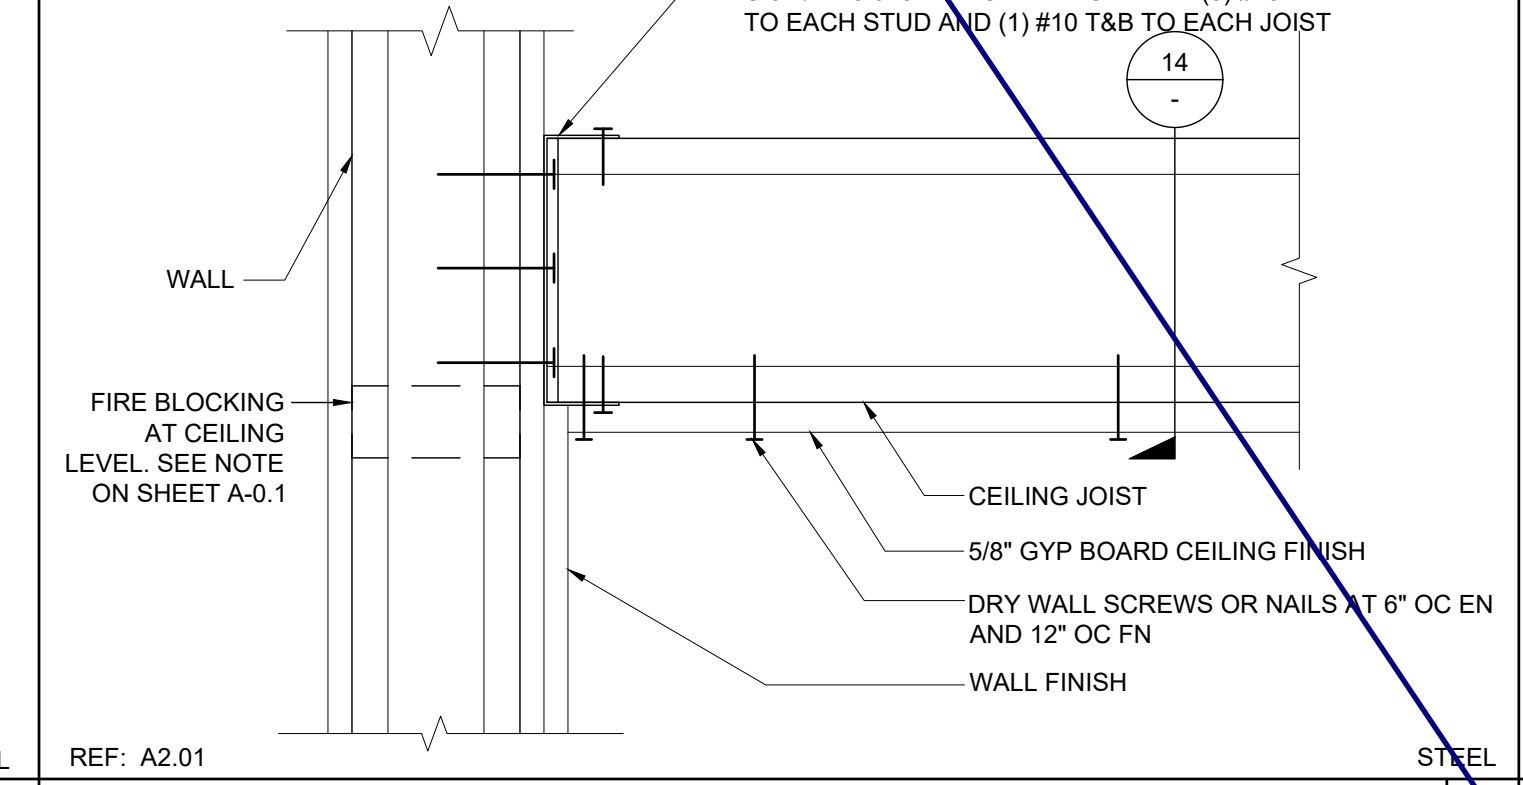 TO EACH STUD AND (1) #10 T&B TO EACH JOIST
14
-
WALL
FIRE BLOCKING
AT CEILING
LEVEL. SEE NOTE
ON SHEET A-0.1
CEILING JOIST
5/8" GYP BOARD CEILING FINISH
DRY WALL SCREWS OR NAILS AT 6" OC EN
AND 12" OC FN
WALL FINISH
REF: A2.01
STEEL